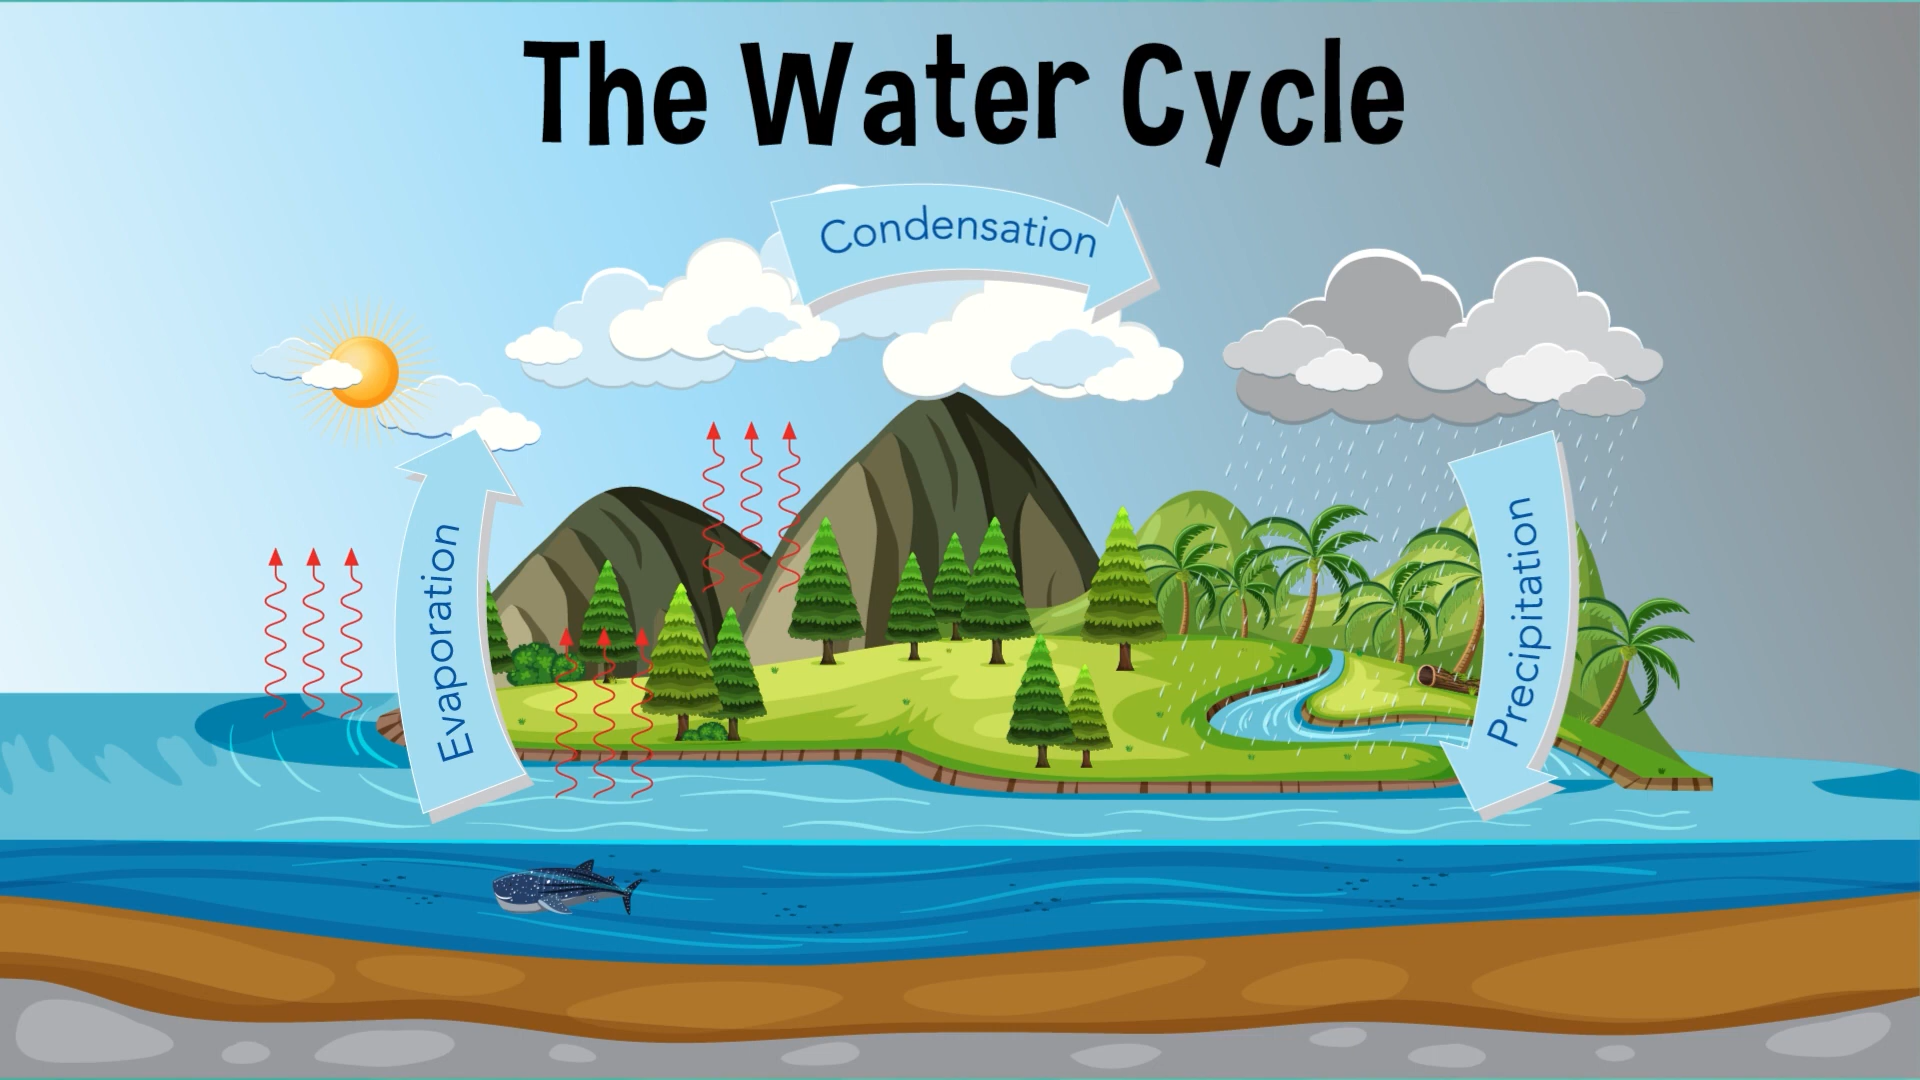 The Water Cycle
Condensation
Evaporation
Precipitation